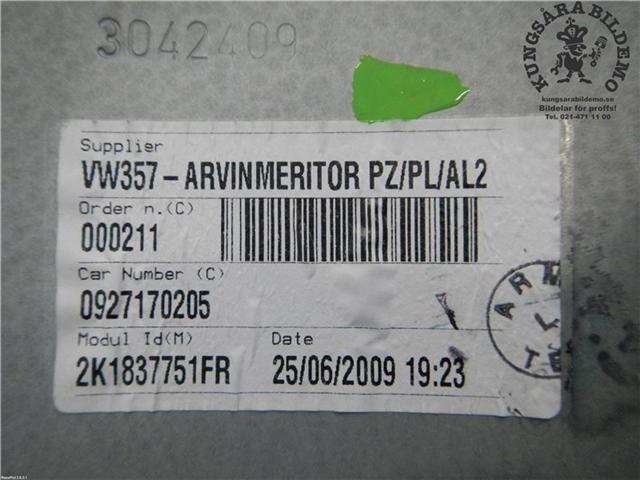 3042409
KUNGSÅRA BILDEMO
kungsarabildemo.se
Bildelar för proffs!
Tel. 021-471 11 00
Supplier
VW357-ARVINMERITOR PZ/PL/AL2
Order n.(C)
000211
Car Number (C)
0927170205
Modul Id(M) Date
2K1837751FR 25/06/2009 19:23